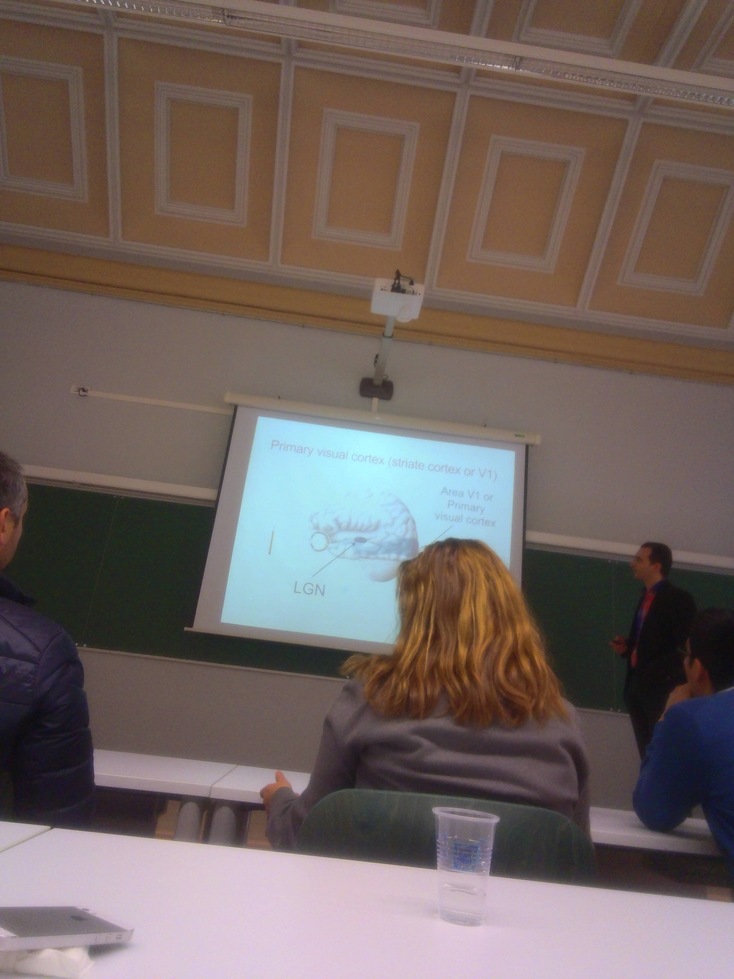 Primary visual cortex (striate cortex or V1)
Area V1 or
Primary
visual cortex
LGN